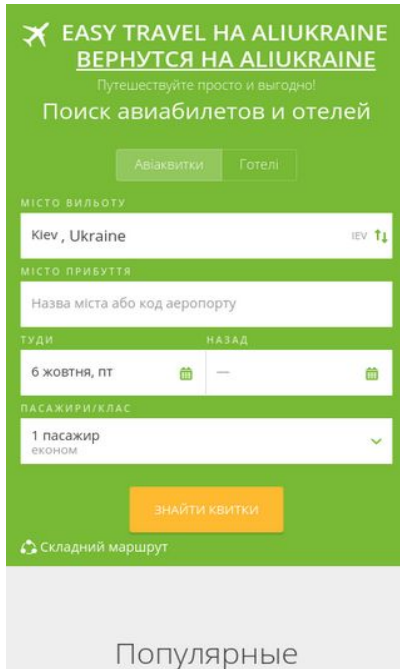 EASY TRAVEL НА ALIUKRAINE
ВЕРНУТСЯ НА ALIUKRAINE
Путешествуйте просто и выгодно!
Поиск авиабилетов и отелей
Авіаквитки Готелі
МІСТО ВИЛЬОТУ
Kiev , Ukraine IEV
МІСТО ПРИБУТТЯ
Назва міста або код аеропорту
ТУДИ НАЗАД
6 жовтня, пт —
ПАСАЖИРИ/КЛАС
1 пасажир
економ
ЗНАЙТИ КВИТКИ
Складний маршрут
Популярные